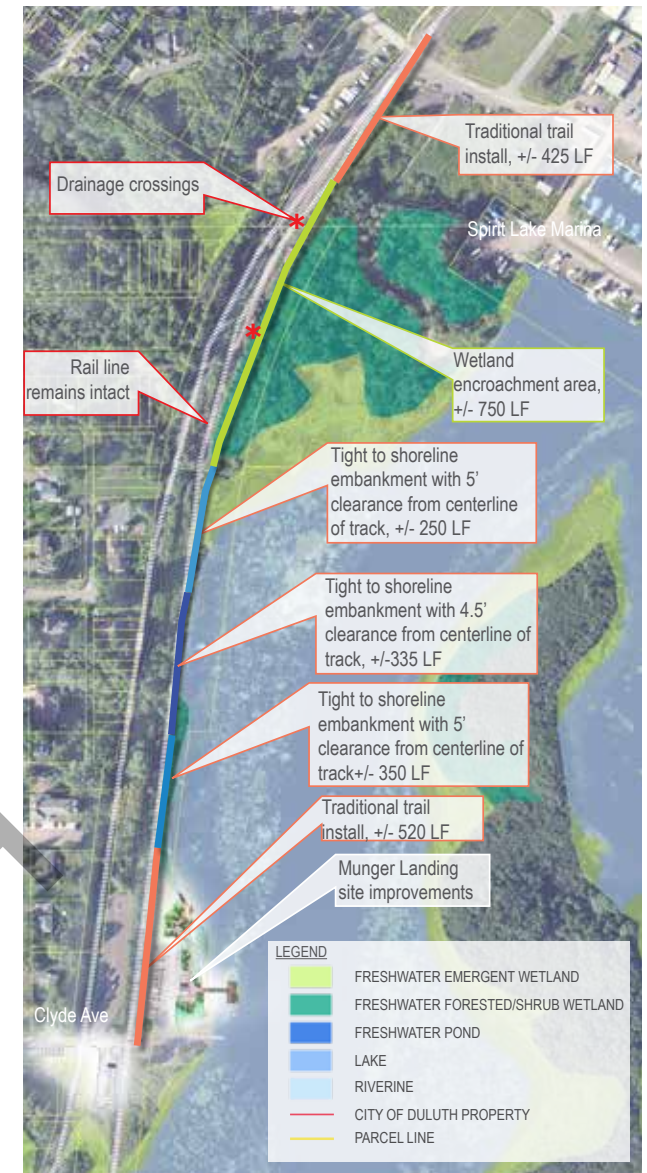 Traditional trail
install, +/- 425 LF
Drainage crossings
Spirit Lake Marina
Rail line
remains intact
Wetland
encroachment area,
+/- 750 LF
Tight to shoreline
embankment with 5’
clearance from centerline
of track, +/- 250 LF
Tight to shoreline
embankment with 4.5’
clearance from centerline of
track, +/-335 LF
Tight to shoreline
embankment with 5’
clearance from centerline of
track+/- 350 LF
Traditional trail
install, +/- 520 LF
Munger Landing
site improvements
Clyde Ave
LEGEND
FRESHWATER EMERGENT WETLAND
FRESHWATER FORESTED/SHRUB WETLAND
FRESHWATER POND
LAKE
RIVERINE
CITY OF DULUTH PROPERTY
PARCEL LINE